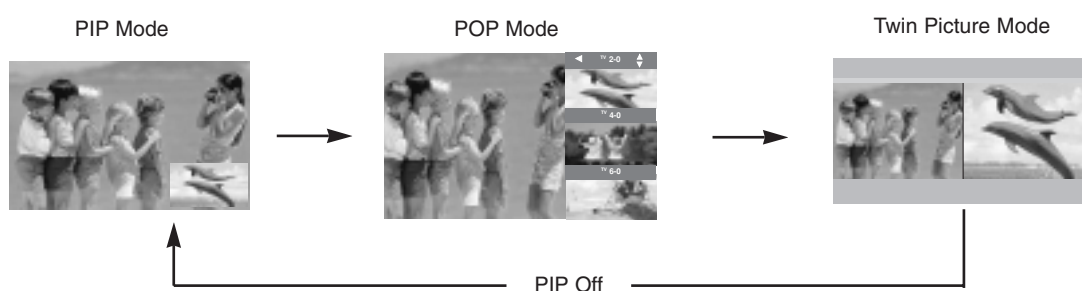 PIP Mode
POP Mode
Twin Picture Mode
TV 2-0
TV 4-0
TV 6-0
PIP Off